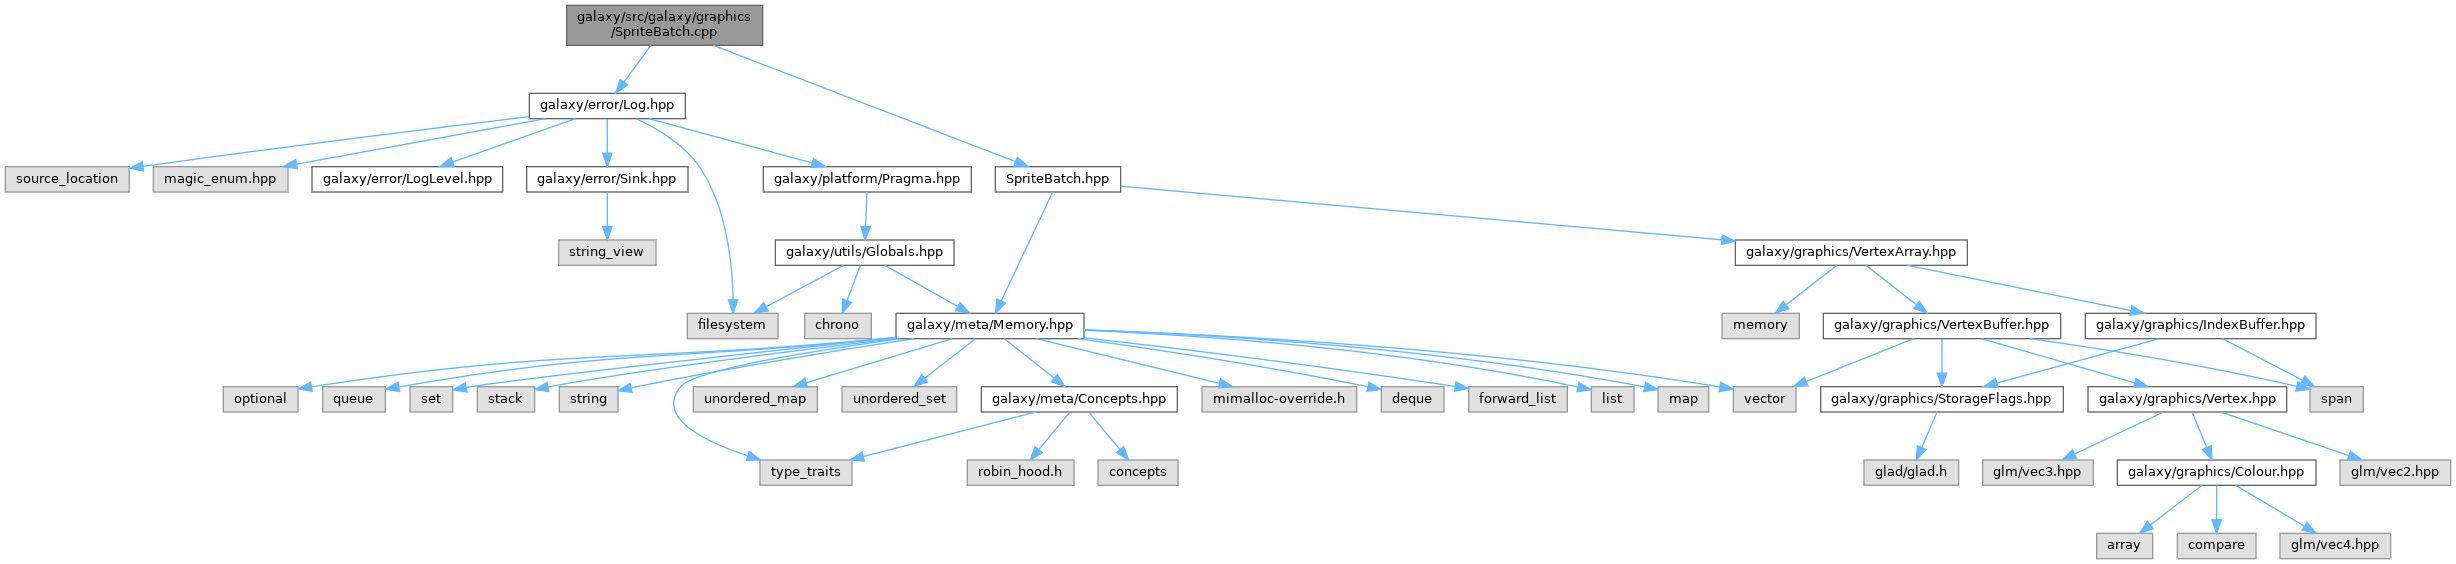 galaxy/src/galaxy/graphics
/SpriteBatch.cpp
galaxy/error/Log.hpp
source_location
magic_enum.hpp
galaxy/error/LogLevel.hpp
galaxy/error/Sink.hpp
galaxy/platform/Pragma.hpp
SpriteBatch.hpp
string_view
galaxy/utils/Globals.hpp
galaxy/graphics/VertexArray.hpp
filesystem
chrono
galaxy/meta/Memory.hpp
memory
galaxy/graphics/VertexBuffer.hpp
galaxy/graphics/IndexBuffer.hpp
optional
queue
set
stack
string
unordered_map
unordered_set
galaxy/meta/Concepts.hpp
mimalloc-override.h
deque
forward_list
list
map
vector
galaxy/graphics/StorageFlags.hpp
galaxy/graphics/Vertex.hpp
span
type_traits
robin_hood.h
concepts
glad/glad.h
glm/vec3.hpp
galaxy/graphics/Colour.hpp
glm/vec2.hpp
array
compare
glm/vec4.hpp